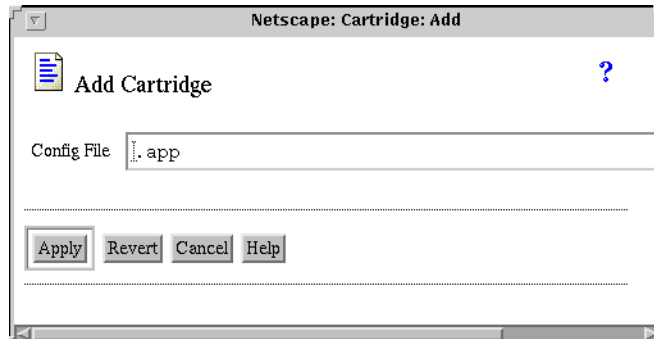 Netscape: Cartridge: Add
Add Cartridge
?
Config File .app
Apply Revert Cancel Help